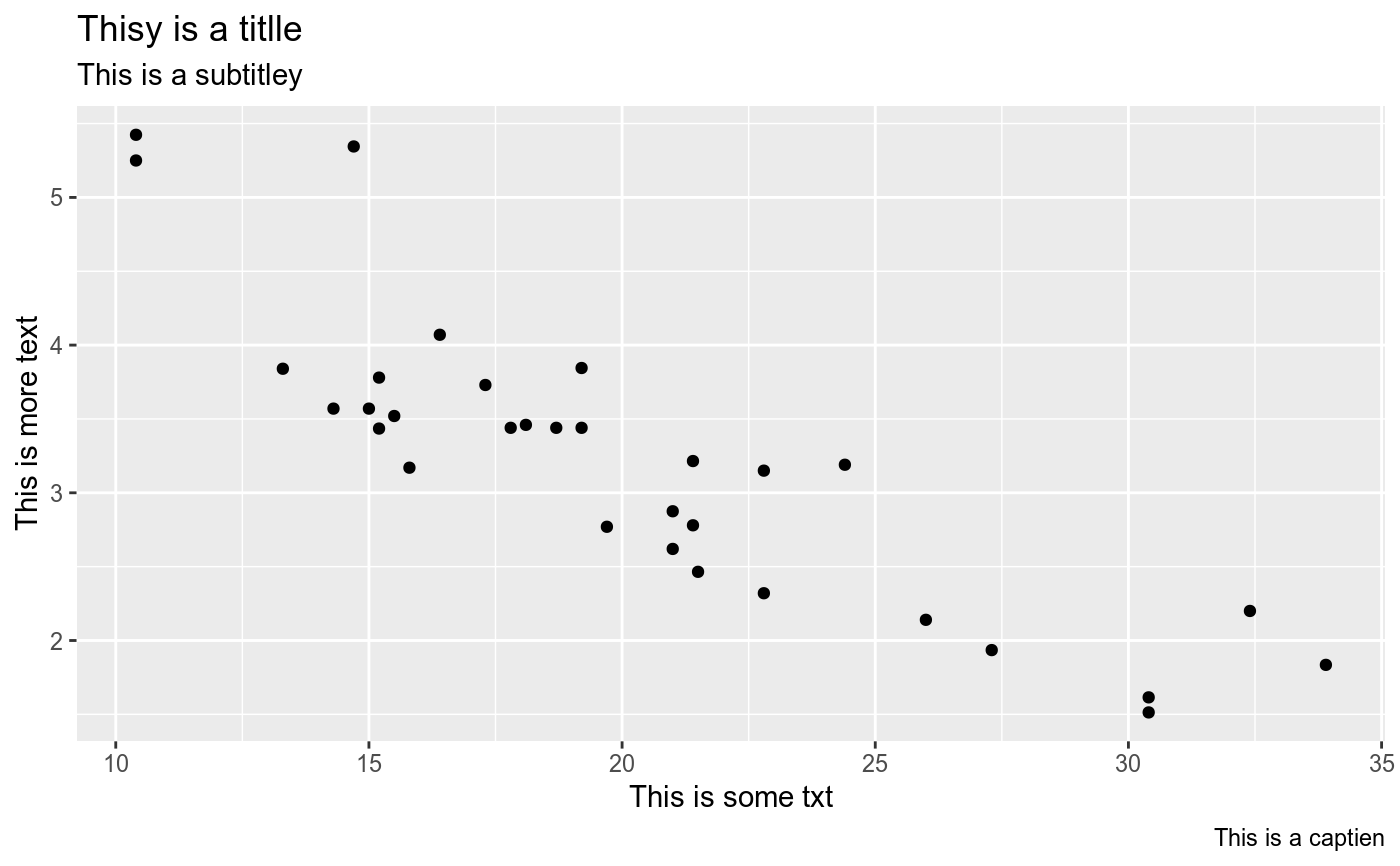 Thisy is a titlle
This is a subtitley
5
4
3
2
This is more text
10 15 20 25 30 35
This is some txt
This is a captien